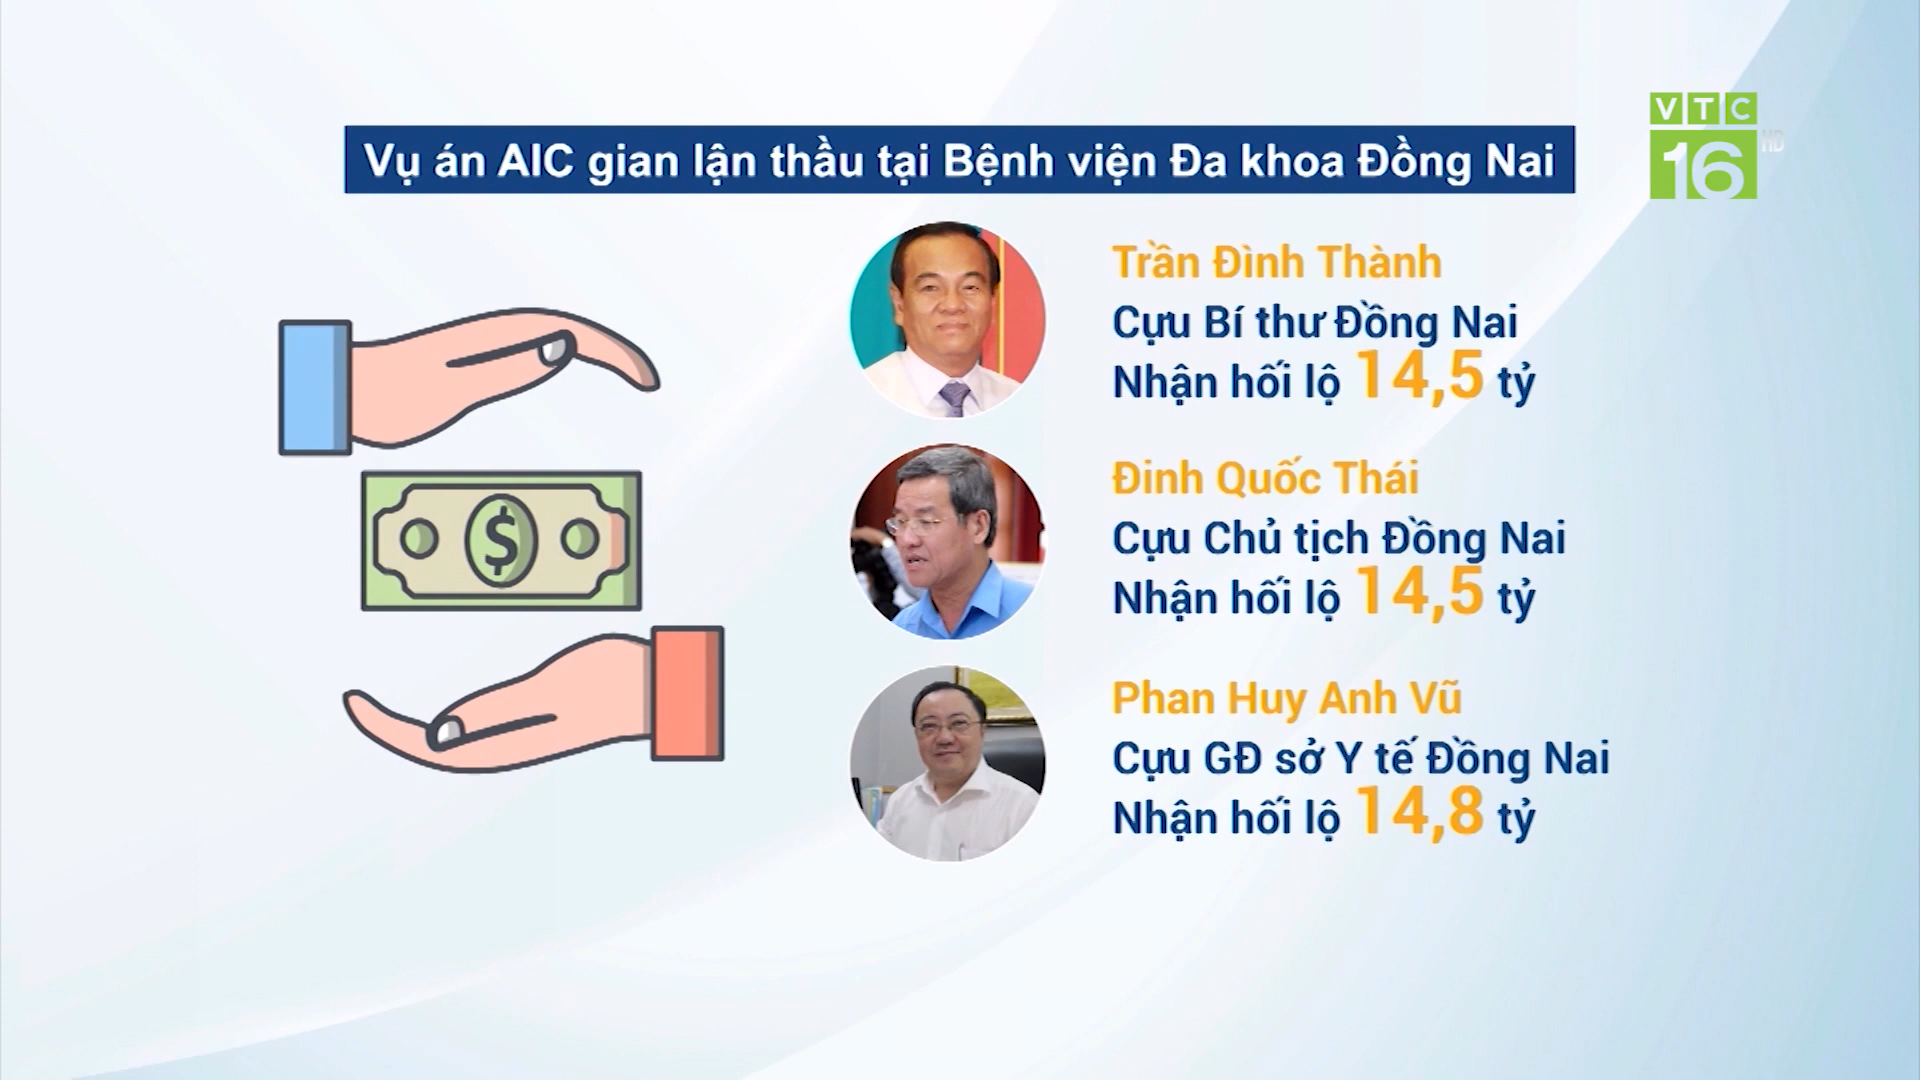 Vụ án AIC gian lận thầu tại Bệnh viện Đa khoa Đồng Nai
VTC
16
HD
Trần Đình Thành
Cựu Bí thư Đồng Nai
Nhận hối lộ 14,5 tỷ
$
Đinh Quốc Thái
Cựu Chủ tịch Đồng Nai
Nhận hối lộ 14,5 tỷ
Phan Huy Anh Vũ
Cựu GĐ sở Y tế Đồng Nai
Nhận hối lộ 14,8 tỷ